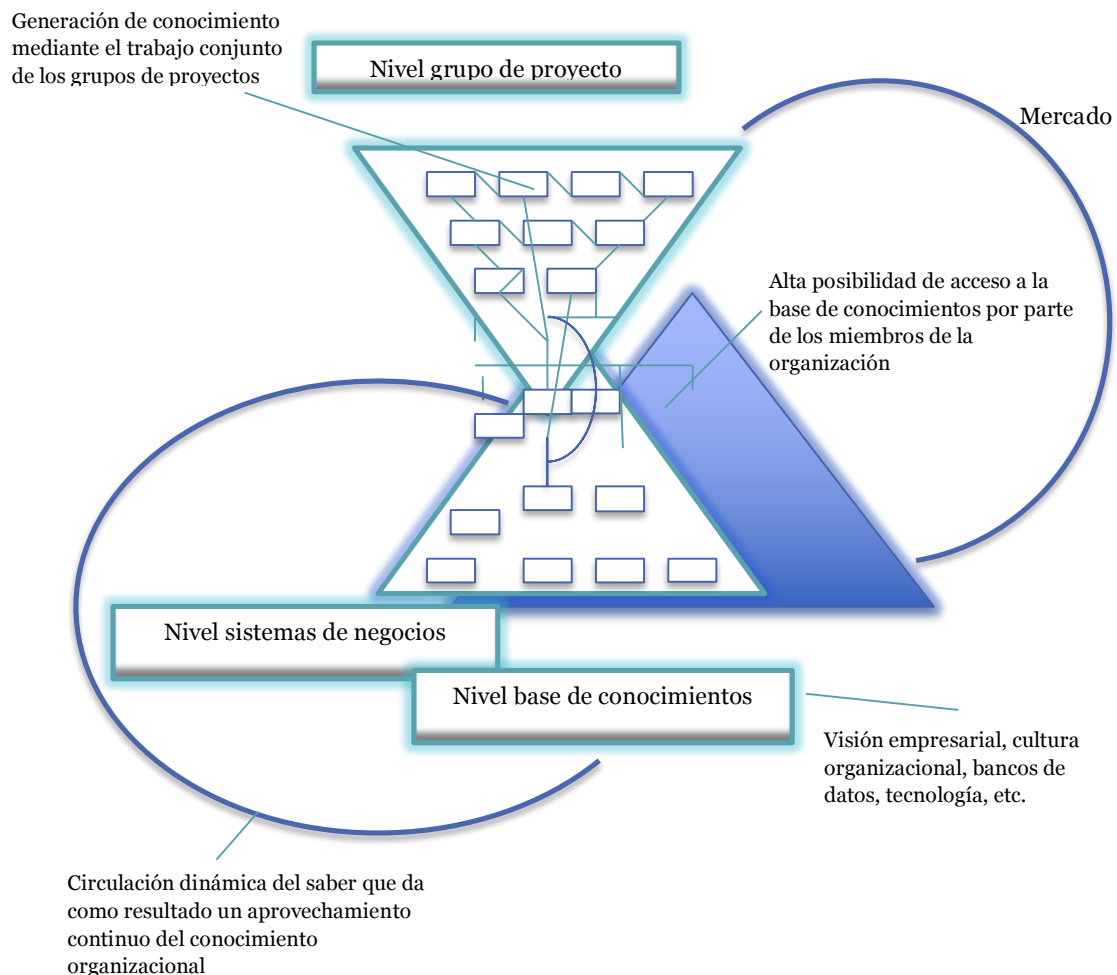 Generación de conocimiento
mediante el trabajo conjunto
de los grupos de proyectos
Nivel grupo de proyecto
Mercado
Alta posibilidad de acceso a la
base de conocimientos por parte
de los miembros de la
organización
Nivel sistemas de negocios
Nivel base de conocimientos
Visión empresarial, cultura
organizacional, bancos de
datos, tecnología, etc.
Circulación dinámica del saber que da
como resultado un aprovechamiento
continuo del conocimiento
organizacional